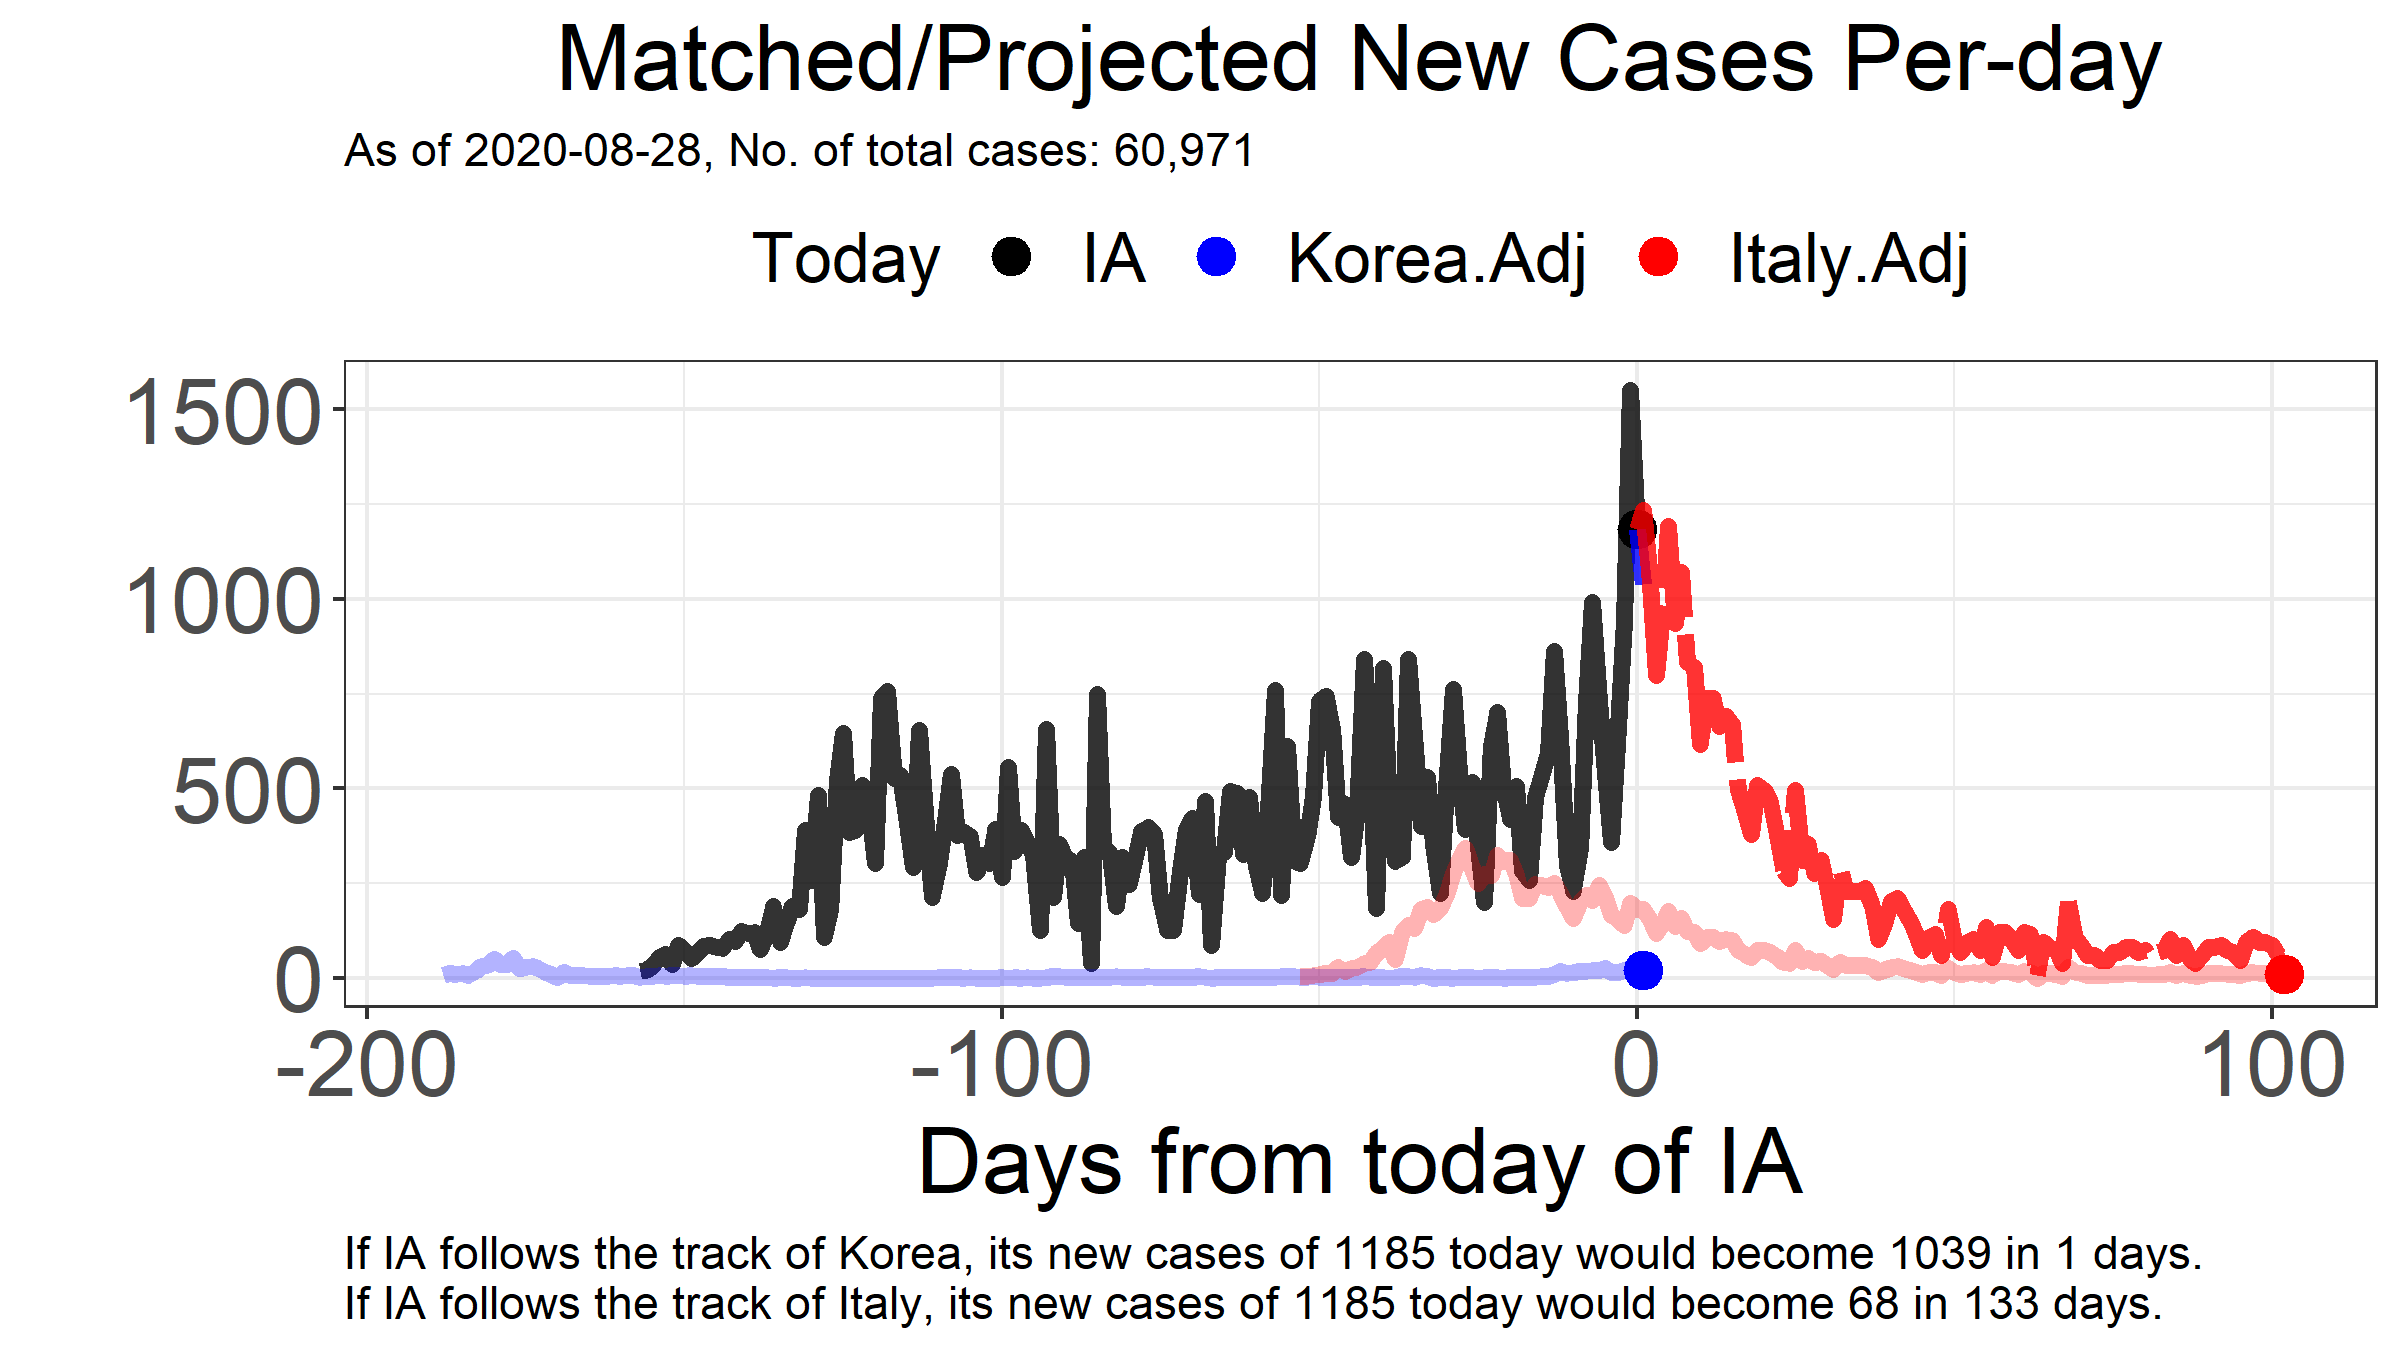 Matched/Projected New Cases Per-day
As of 2020-08-28, No. of total cases: 60,971
Today IA Korea.Adj Italy.Adj
1500
1000
500
0
-200 -100 0 100
Days from today of IA
If IA follows the track of Korea, its new cases of 1185 today would become 1039 in 1 days.
If IA follows the track of Italy, its new cases of 1185 today would become 68 in 133 days.